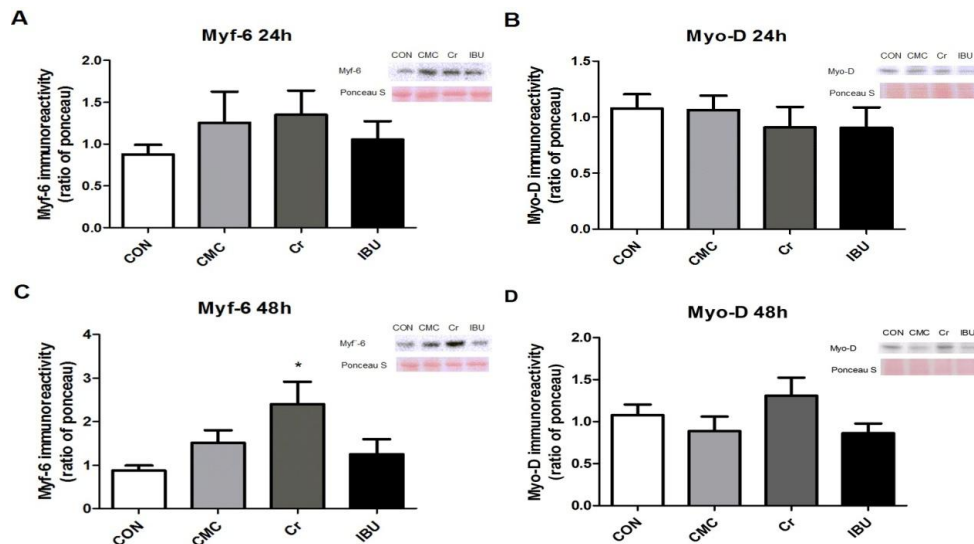 A
Myf-6 24h
CON CMC Cr IBU
Myf-6
Ponceau S
Myf-6 immunoreactivity
(ratio of ponceau)
2.0
1.5
1.0
0.5
0.0
CON
CMC
Cr
IBU
B
Myo-D 24h
CON CMC Cr IBU
Myo-D
Ponceau S
Myo-D immunoreactivity
(ratio of ponceau)
1.5
1.0
0.5
0.0
CON
CMC
Cr
IBU
C
Myf-6 48h
CON CMC Cr IBU
Myf'-6
Ponceau S
Myf-6 immunoreactivity
(ratio of ponceau)
4
3
2
1
0
*
CON
CMC
Cr
IBU
D
Myo-D 48h
CON CMC Cr IBU
Myo-D
Ponceau S
Myo-D immunoreactivity
(ratio of ponceau)
2.0
1.5
1.0
0.5
0.0
CON
CMC
Cr
IBU